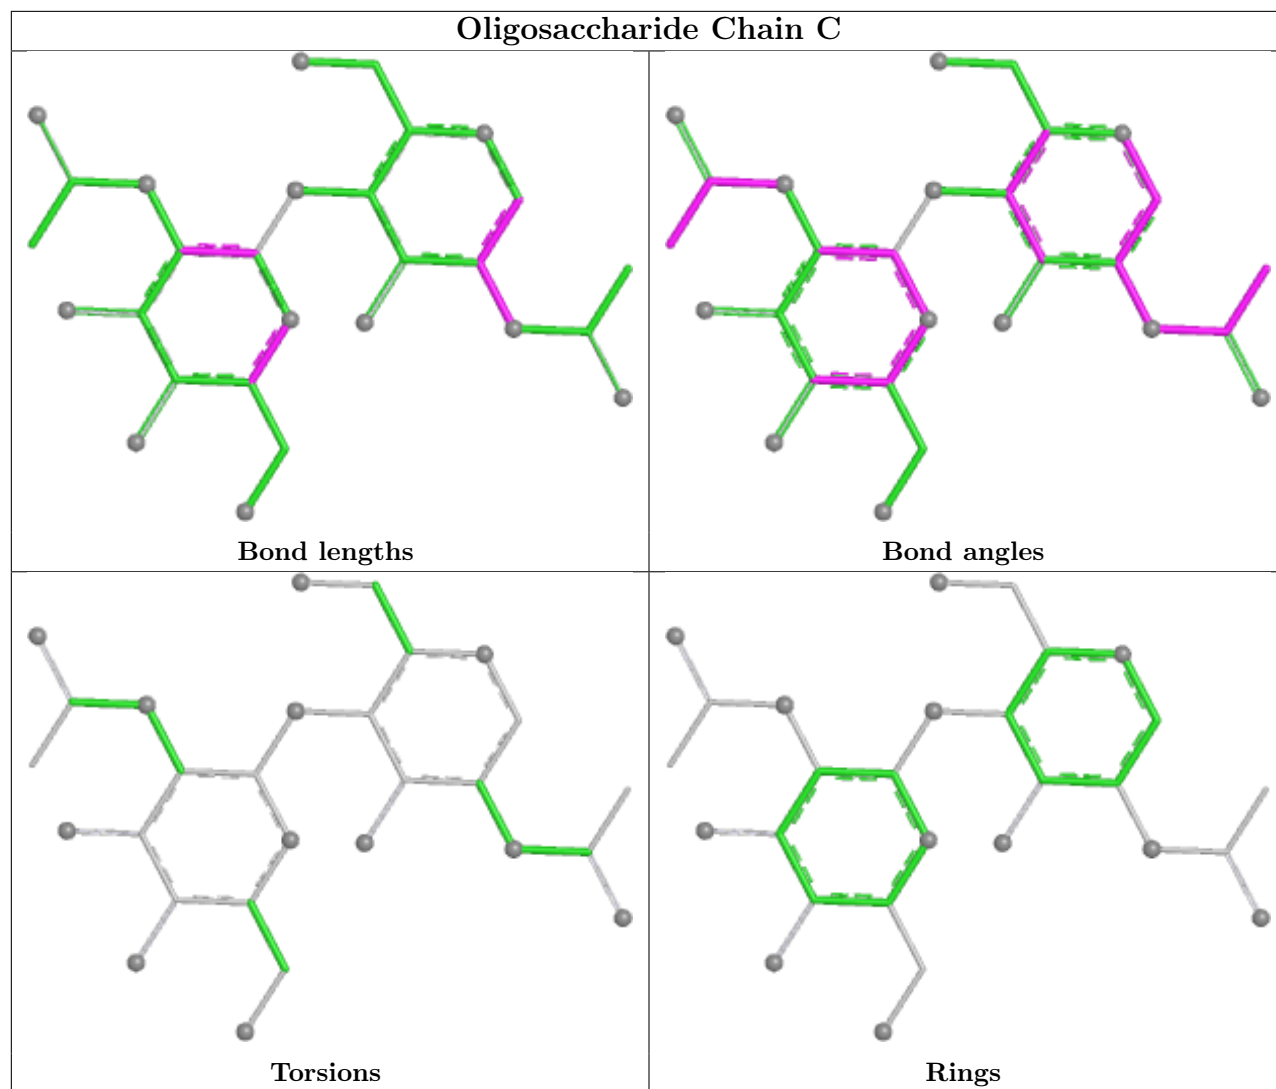 Oligosaccharide Chain C
Bond lengths
Bond angles
Torsions
Rings